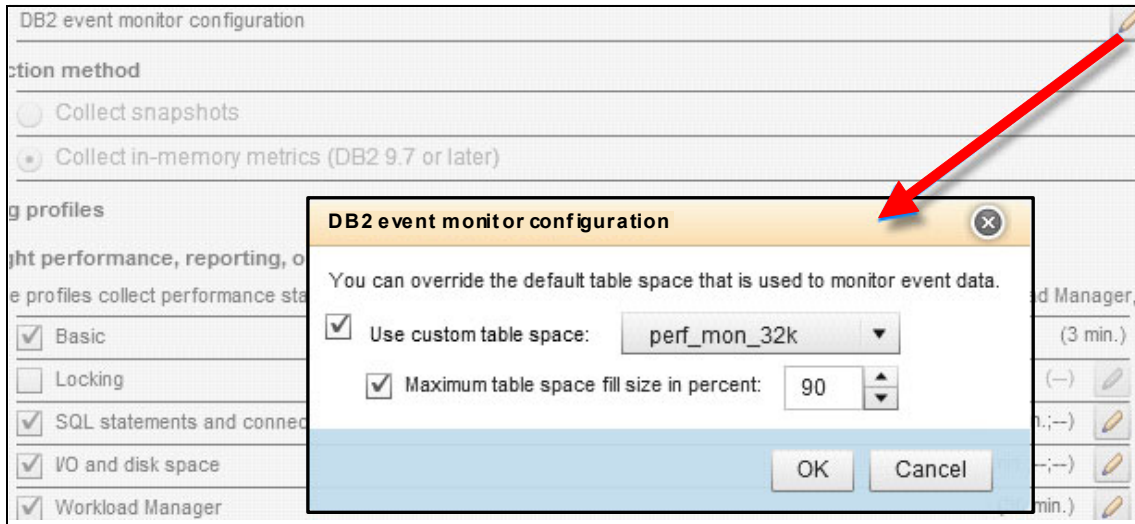 DB2 event monitor configuration
ction method
Collect snapshots
Collect in-memory metrics (DB2 9.7 or later)
g profiles
ght performance, reporting, o
e profiles collect performance sta
d Manager,
Basic
(3 min.)
Locking
(--)
SQL statements and connec
n.;--)
I/O and disk space
--;--)
Workload Manager
min.)
DB2 event monitor configuration
You can override the default table space that is used to monitor event data.
Use custom table space: perf_mon_32k
Maximum table space fill size in percent: 90
OK Cancel